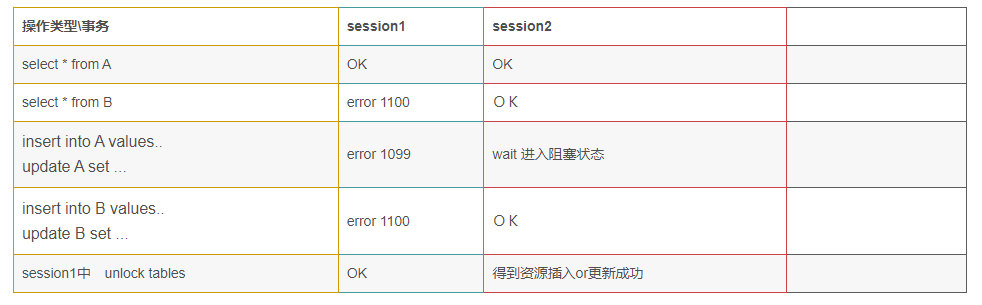 操作类型\事务 session1 session2
select * from A OK OK
select * from B error 1100 ＯＫ
insert into A values..
update A set ... error 1099 wait 进入阻塞状态
insert into B values..
update B set ... error 1100 ＯＫ
session1中　unlock tables OK 得到资源插入or更新成功